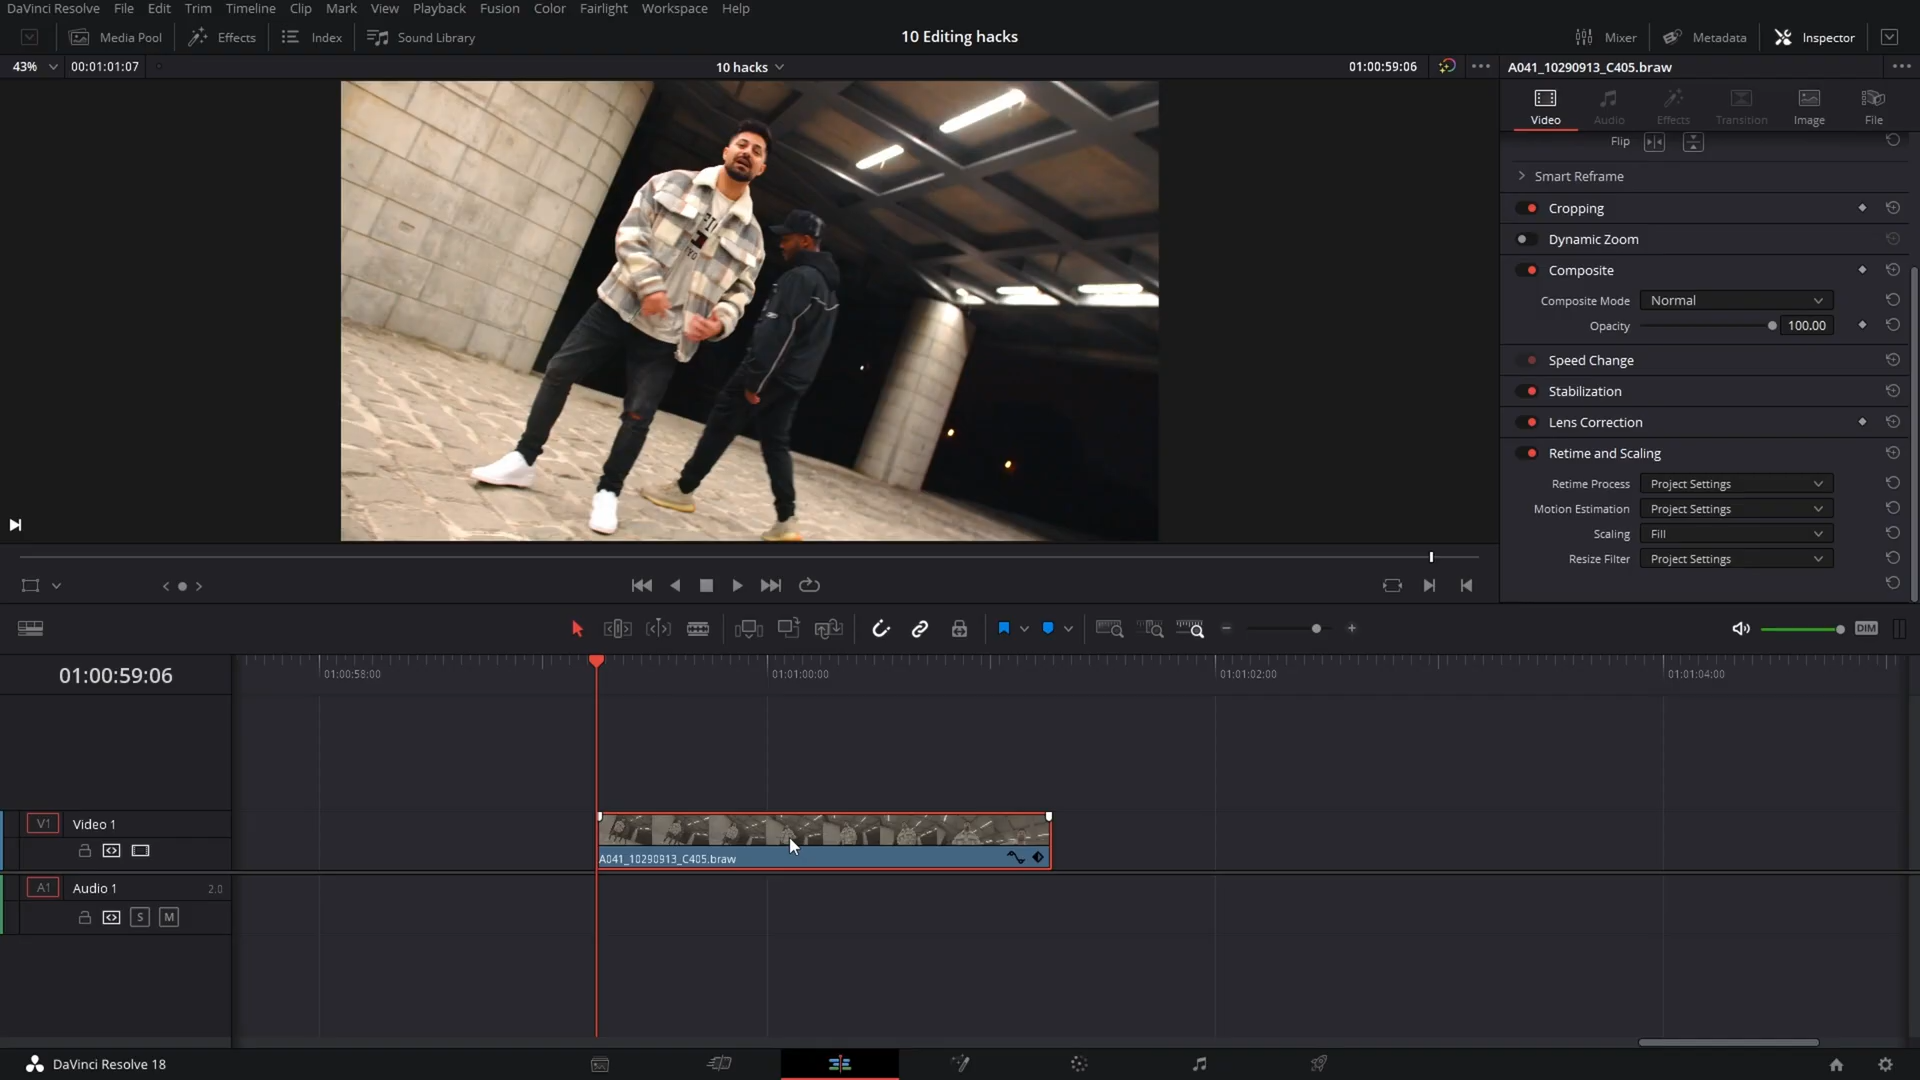 DaVinci Resolve File Edit Trim Timeline Clip Mark View Playback Fusion Color Fairlight Workspace Help
Media Pool Effects Index Sound Library 10 Editing hacks Mixer Metadata Inspector
43% 00:01:01:07 10 hacks 01:00:59:06 A041_10290913_C405.braw
Video Audio Effects Transition Image File
Flip
Smart Reframe
Cropping
Dynamic Zoom
Composite
Composite Mode Normal
Opacity 100.00
Speed Change
Stabilization
Lens Correction
Retime and Scaling
Retime Process Project Settings
Motion Estimation Project Settings
Scaling Fill
Resize Filter Project Settings
DIM
01:00:59:06 01:00:58:00 01:01:00:00 01:01:02:00 01:01:04:00
V1 Video 1
A041_10290913_C405.braw
A1 Audio 1 2.0
S M
DaVinci Resolve 18